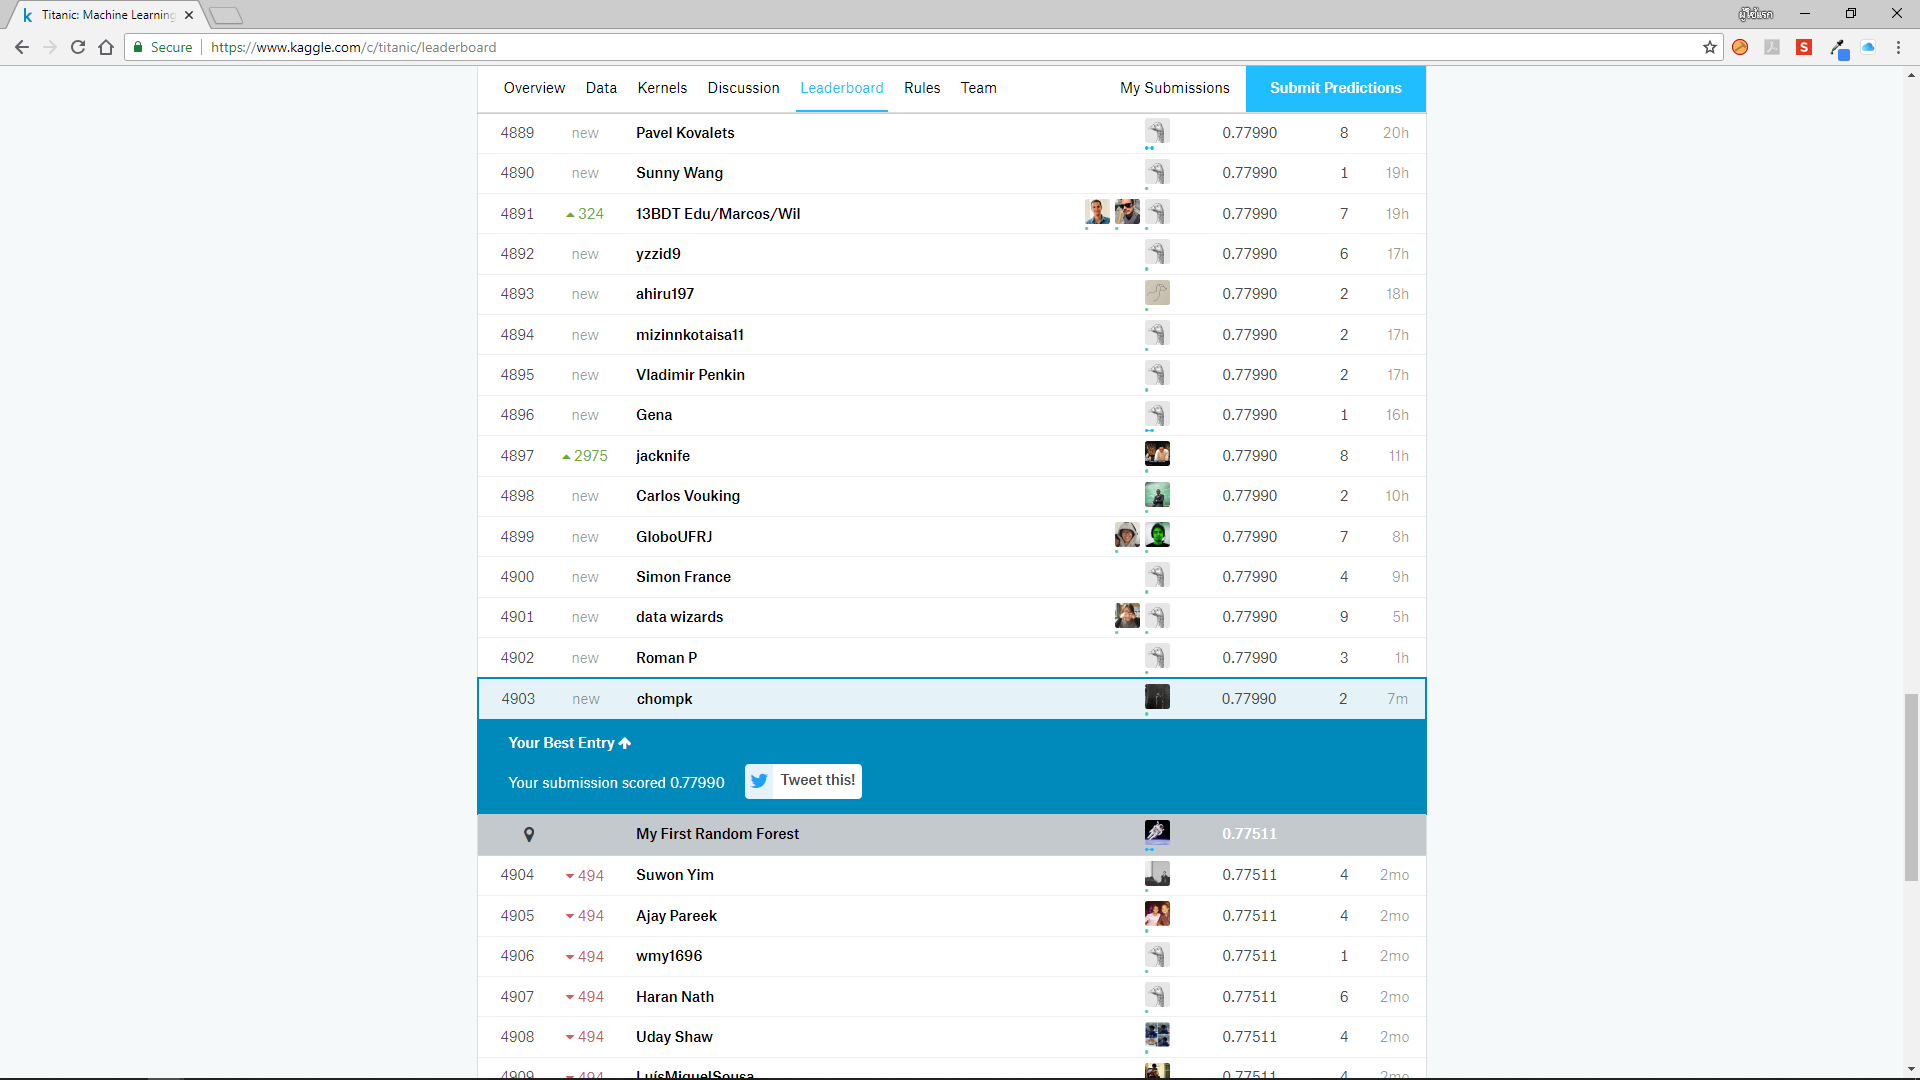 Titanic: Machine Learning
ผู้ใช้แรก
Secure https://www.kaggle.com/c/titanic/leaderboard
Overview Data Kernels Discussion Leaderboard Rules Team My Submissions Submit Predictions
4889 new Pavel Kovalets 0.77990 8 20h
4890 new Sunny Wang 0.77990 1 19h
4891 324 13BDT Edu/Marcos/Wil 0.77990 7 19h
4892 new yzzid9 0.77990 6 17h
4893 new ahiru197 0.77990 2 18h
4894 new mizinnkotaisa11 0.77990 2 17h
4895 new Vladimir Penkin 0.77990 2 17h
4896 new Gena 0.77990 1 16h
4897 2975 jacknife 0.77990 8 11h
4898 new Carlos Vouking 0.77990 2 10h
4899 new GloboUFRJ 0.77990 7 8h
4900 new Simon France 0.77990 4 9h
4901 new data wizards 0.77990 9 5h
4902 new Roman P 0.77990 3 1h
4903 new chompk 0.77990 2 7m
Your Best Entry
Your submission scored 0.77990 Tweet this!
My First Random Forest 0.77511
4904 494 Suwon Yim 0.77511 4 2mo
4905 494 Ajay Pareek 0.77511 4 2mo
4906 494 wmy1696 0.77511 1 2mo
4907 494 Haran Nath 0.77511 6 2mo
4908 494 Uday Shaw 0.77511 4 2mo
4909 494 LuísMiguelSousa 0.77511 4 2mo